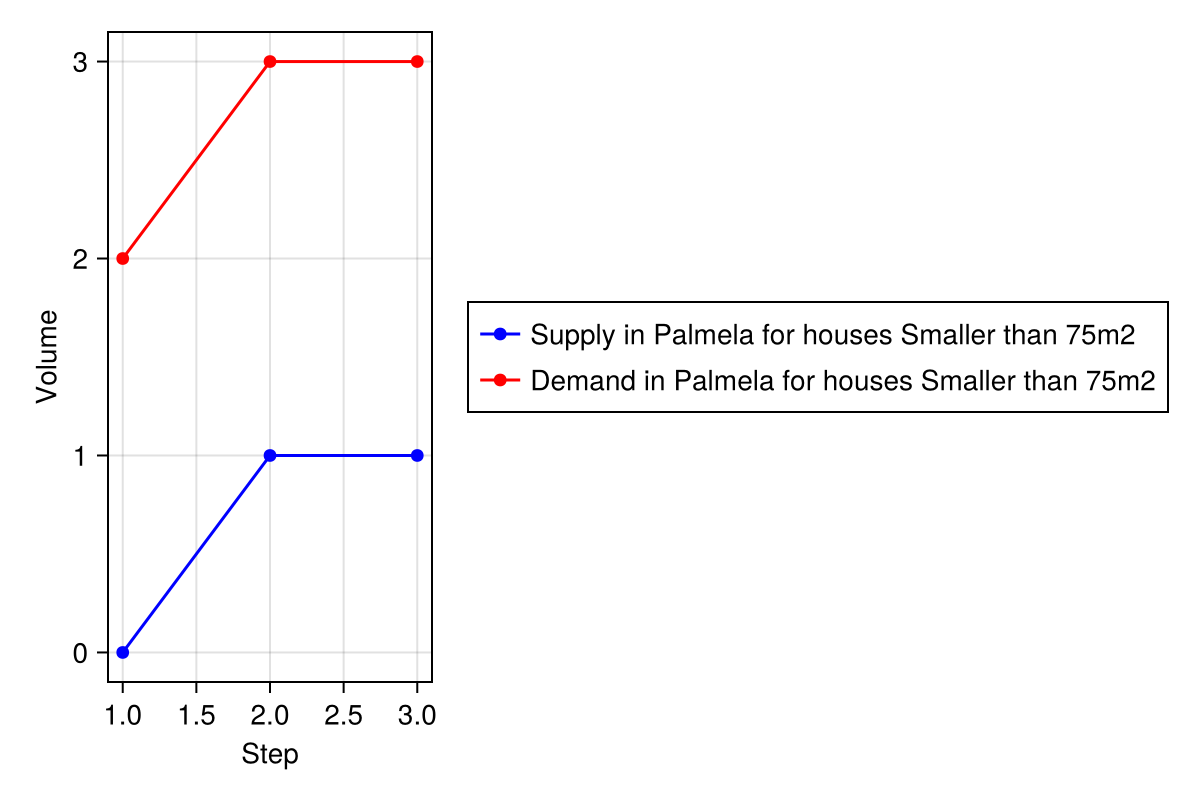 3
2
1
0
Volume
1.0 1.5 2.0 2.5 3.0
Step
Supply in Palmela for houses Smaller than 75m2
Demand in Palmela for houses Smaller than 75m2